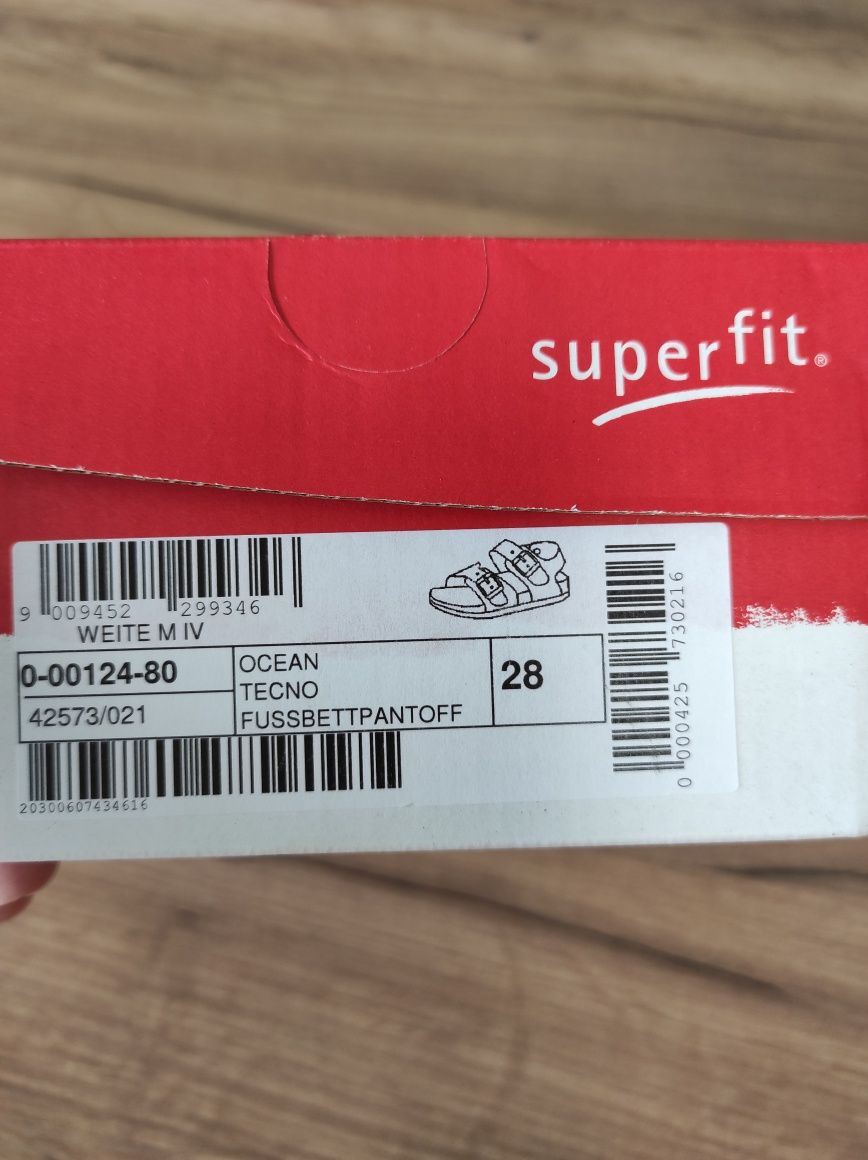 superfit®
9 009452 299346
WEITE M IV
0-00124-80
42573/021
OCEAN
TECNO
FUSSBETTPANTOFF
28
20300607434616
0 000425 730216